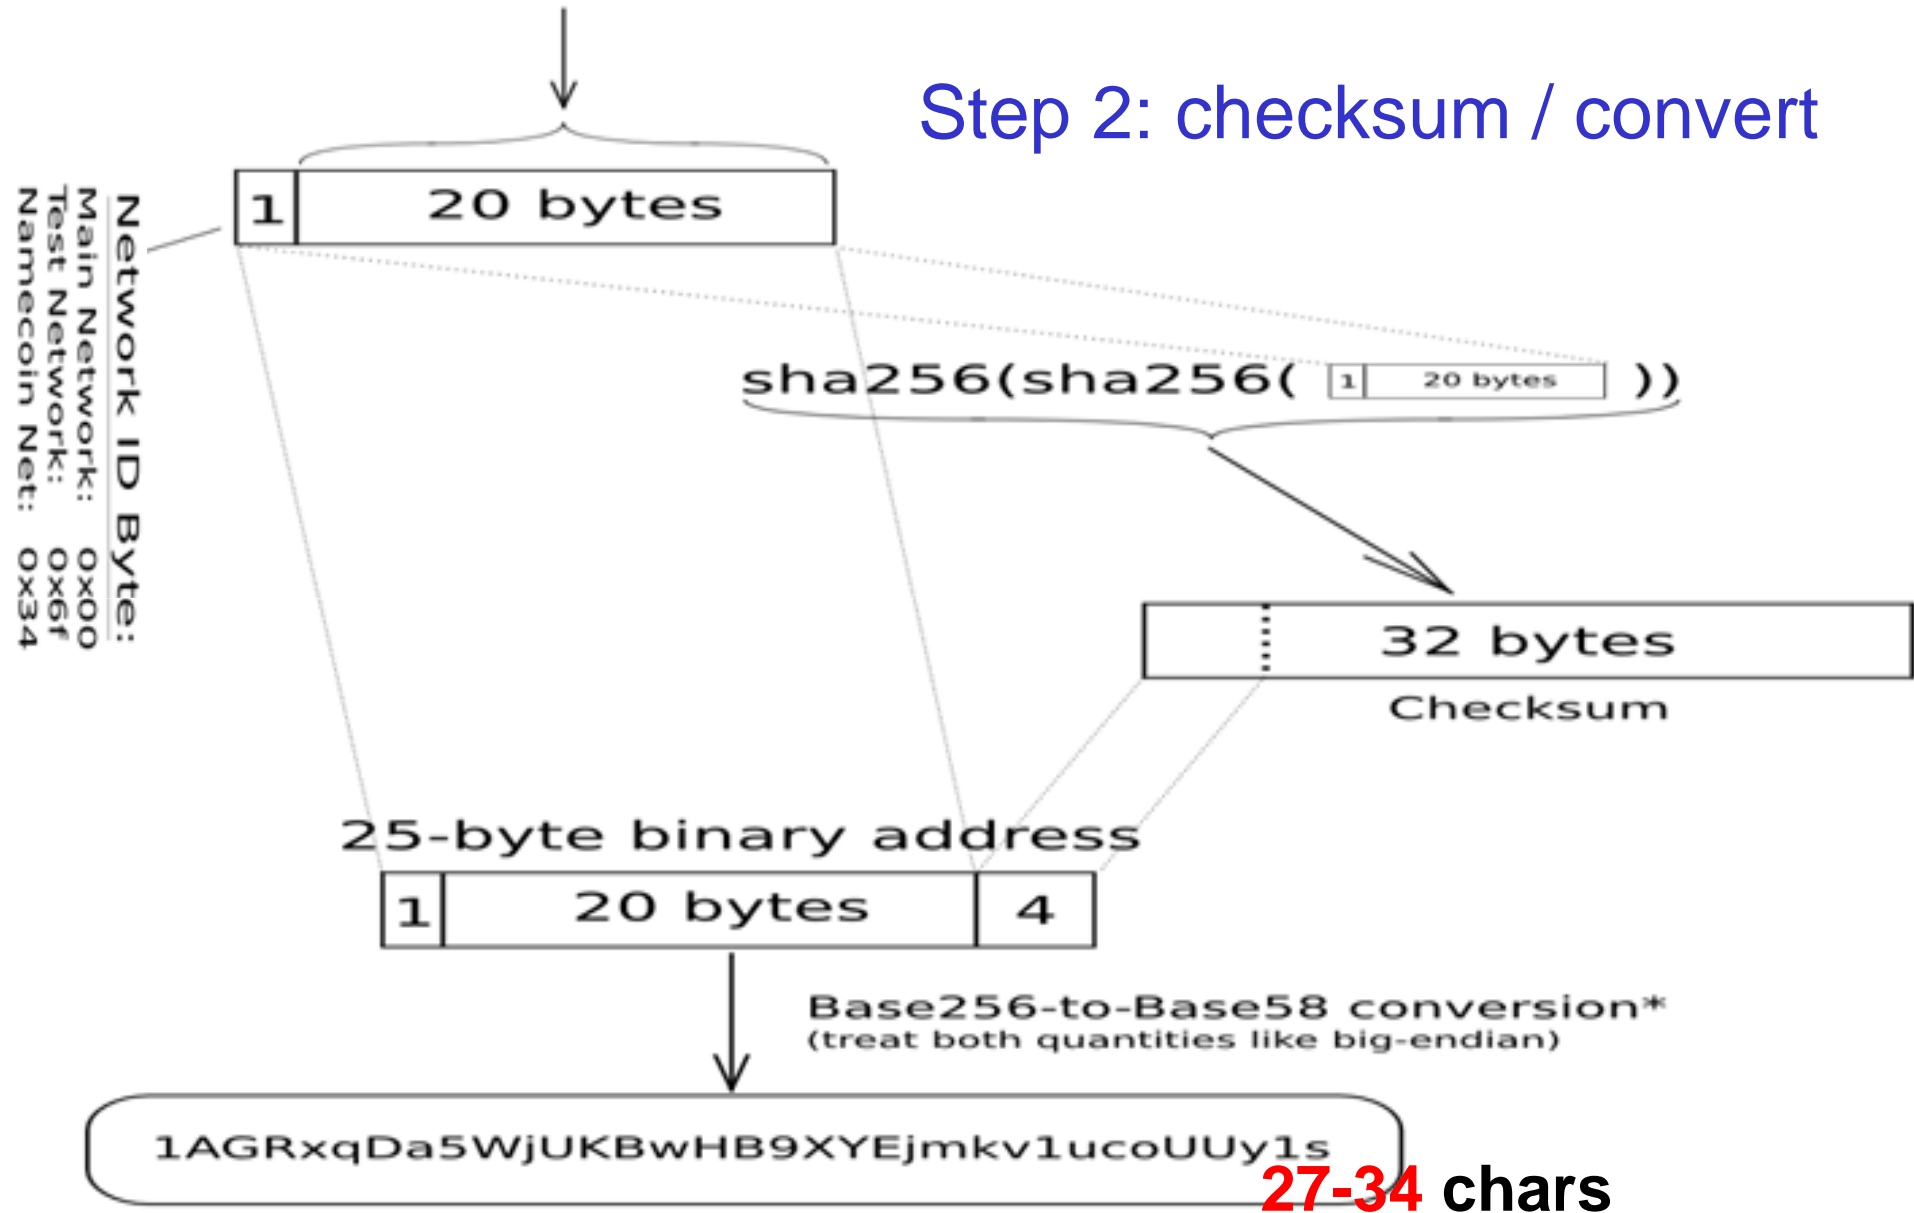 Step 2: checksum / convert
1
20 bytes
Network ID Byte:
Main Network: 0x00
Test Network: 0x6f
Namecoin Net: 0x34
sha256(sha256( 1 20 bytes ))
32 bytes
Checksum
25-byte binary address
1
20 bytes
4
Base256-to-Base58 conversion*
(treat both quantities like big-endian)
1AGRxqDa5WjUKBwHB9XYEjmkv1ucoUUy1s
27-34 chars